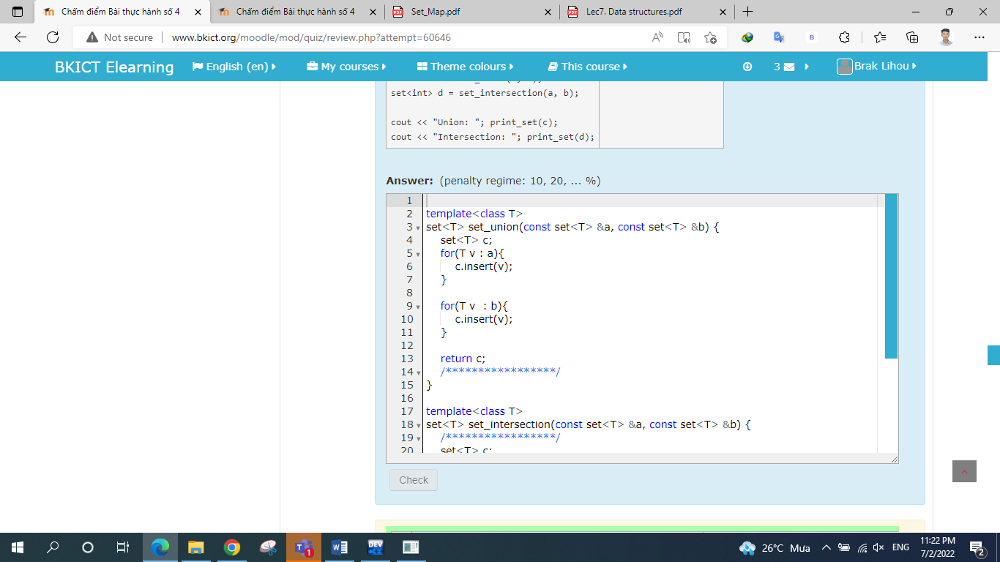 Chấm điểm Bài thực hành số 4
Chấm điểm Bài thực hành số 4
Set_Map.pdf
Lec7. Data structures.pdf
Not secure
www.bkict.org/moodle/mod/quiz/review.php?attempt=60646
BKICT Elearning
English (en)
My courses
Theme colours
This course
3
Brak Lihou
set<int> d = set_intersection(a, b);
cout << "Union: "; print_set(c);
cout << "Intersection: "; print_set(d);
Answer: (penalty regime: 10, 20, ... %)
1
2 template<class T>
3 set<T> set_union(const set<T> &a, const set<T> &b) {
4 set<T> c;
5 for(T v : a){
6 c.insert(v);
7 }
8
9 for(T v  : b){
10 c.insert(v);
11 }
12
13 return c;
14 /*****************/
15 }
16
17 template<class T>
18 set<T> set_intersection(const set<T> &a, const set<T> &b) {
19 /*****************/
20 set<T> c;
Check
26°C Mưa
ENG
11:22 PM
7/2/2022
2